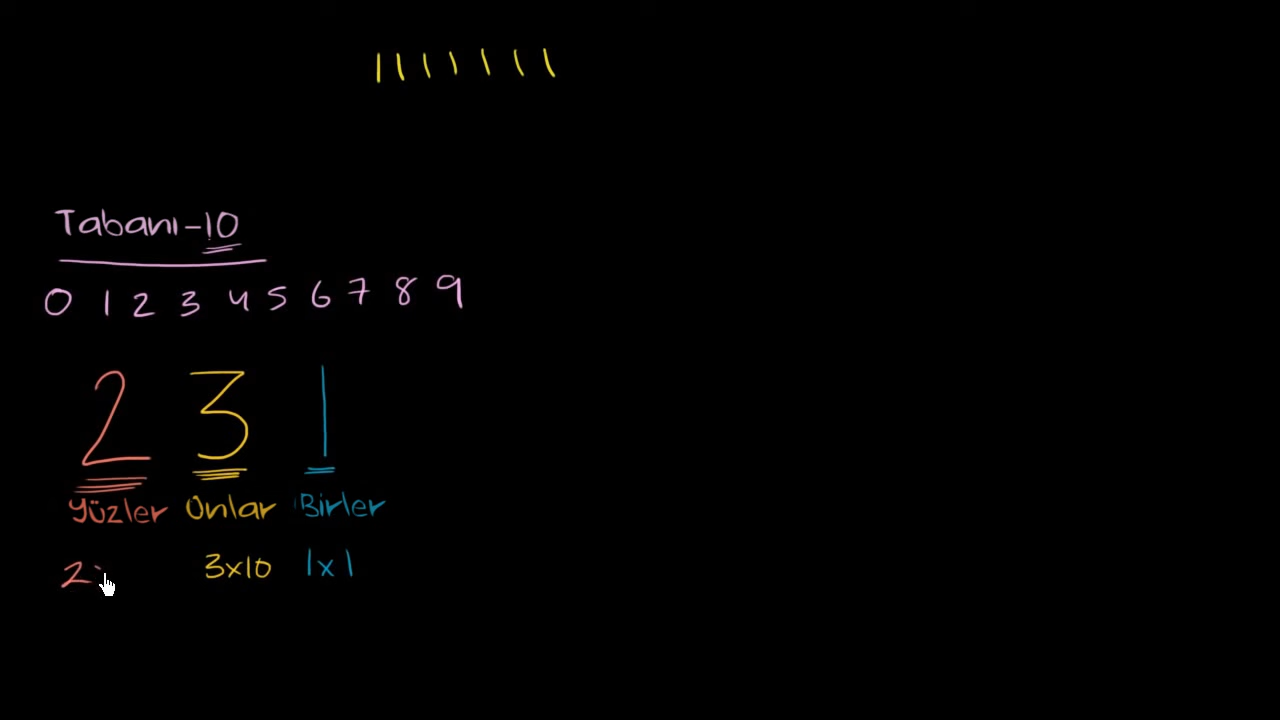 | | | | | | |
Tabanı-10
0 1 2 3 4 5 6 7 8 9
2 3 1
Yüzler Onlar Birler
2 3x10 1x1